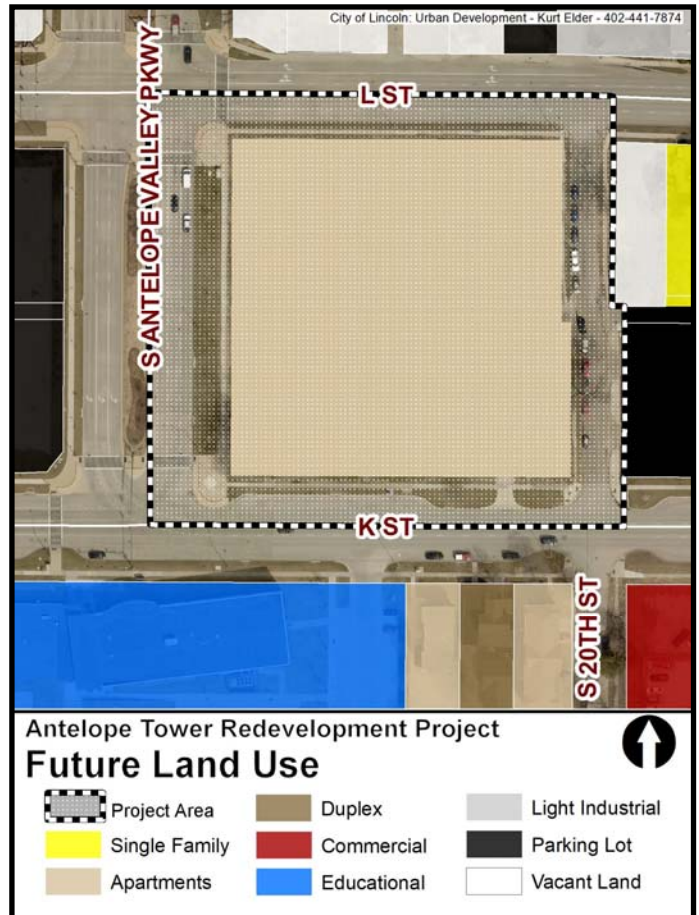 City of Lincoln: Urban Development - Kurt Elder - 402-441-7874
L ST
S ANTELOPE VALLEY PKWY
K ST
S 20TH ST
Antelope Tower Redevelopment Project
Future Land Use
Project Area
Duplex
Light Industrial
Single Family
Commercial
Parking Lot
Apartments
Educational
Vacant Land